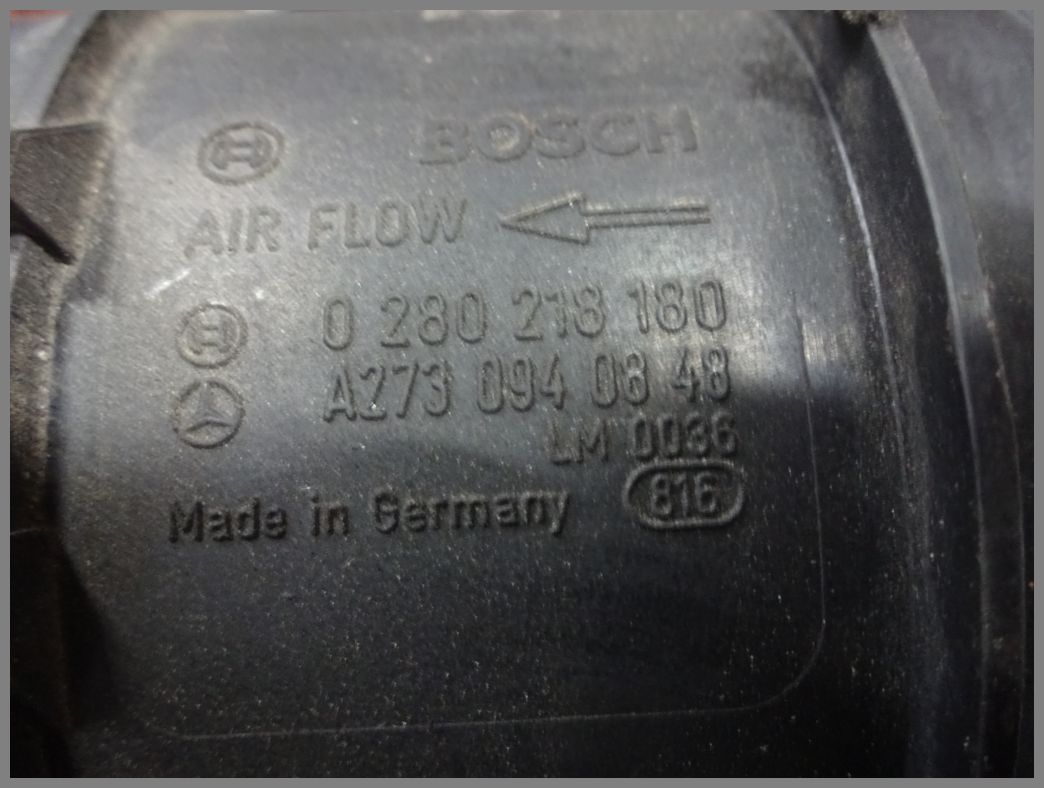 BOSCH
AIR FLOW
0 280 218 180
A273 094 08 48
LM 0036
Made in Germany 816